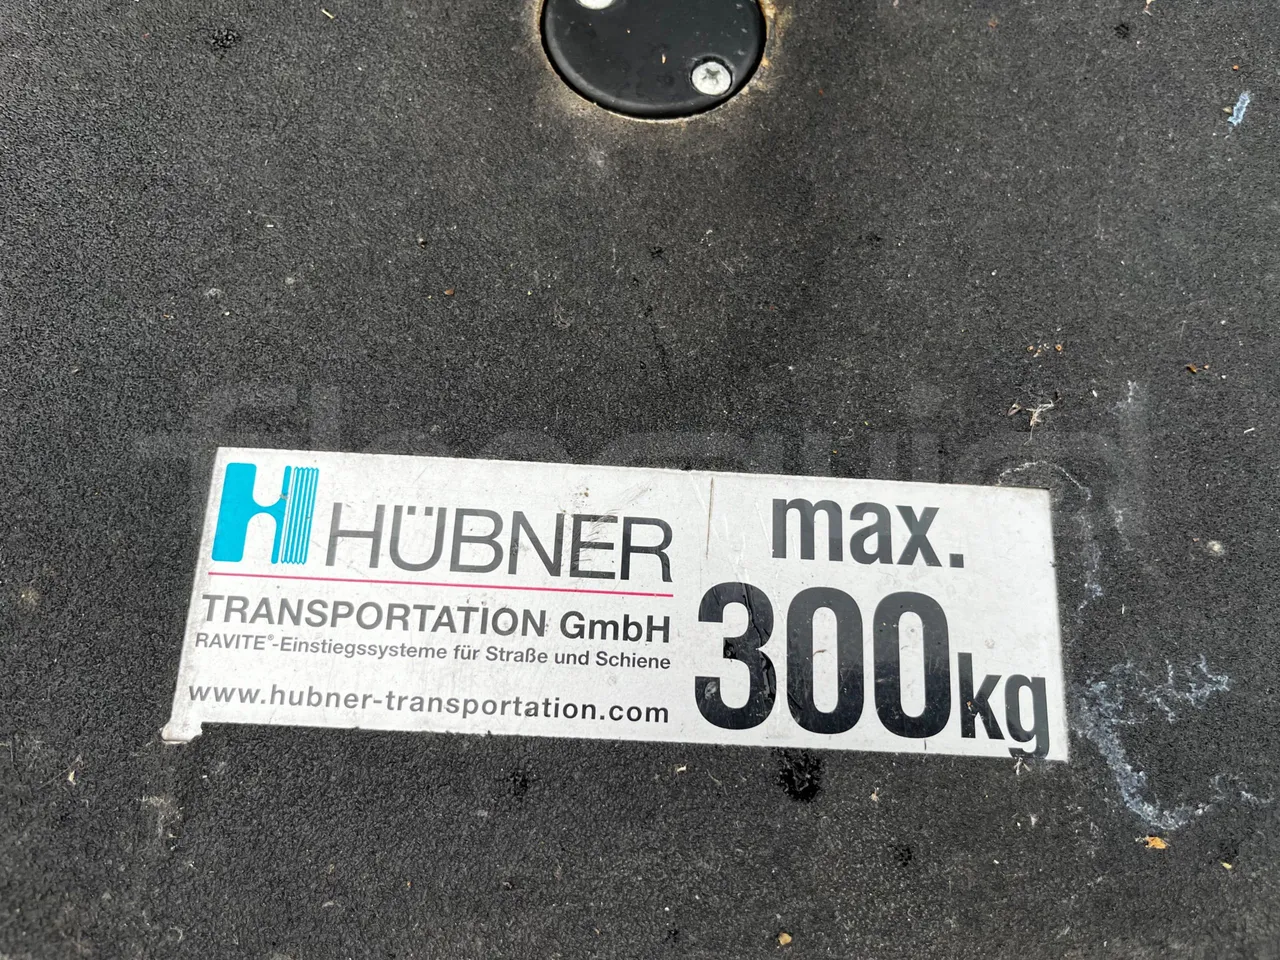 HÜBNER
TRANSPORTATION GmbH
RAVITE®-Einstiegssysteme für Straße und Schiene
www.hubner-transportation.com
max.
300kg